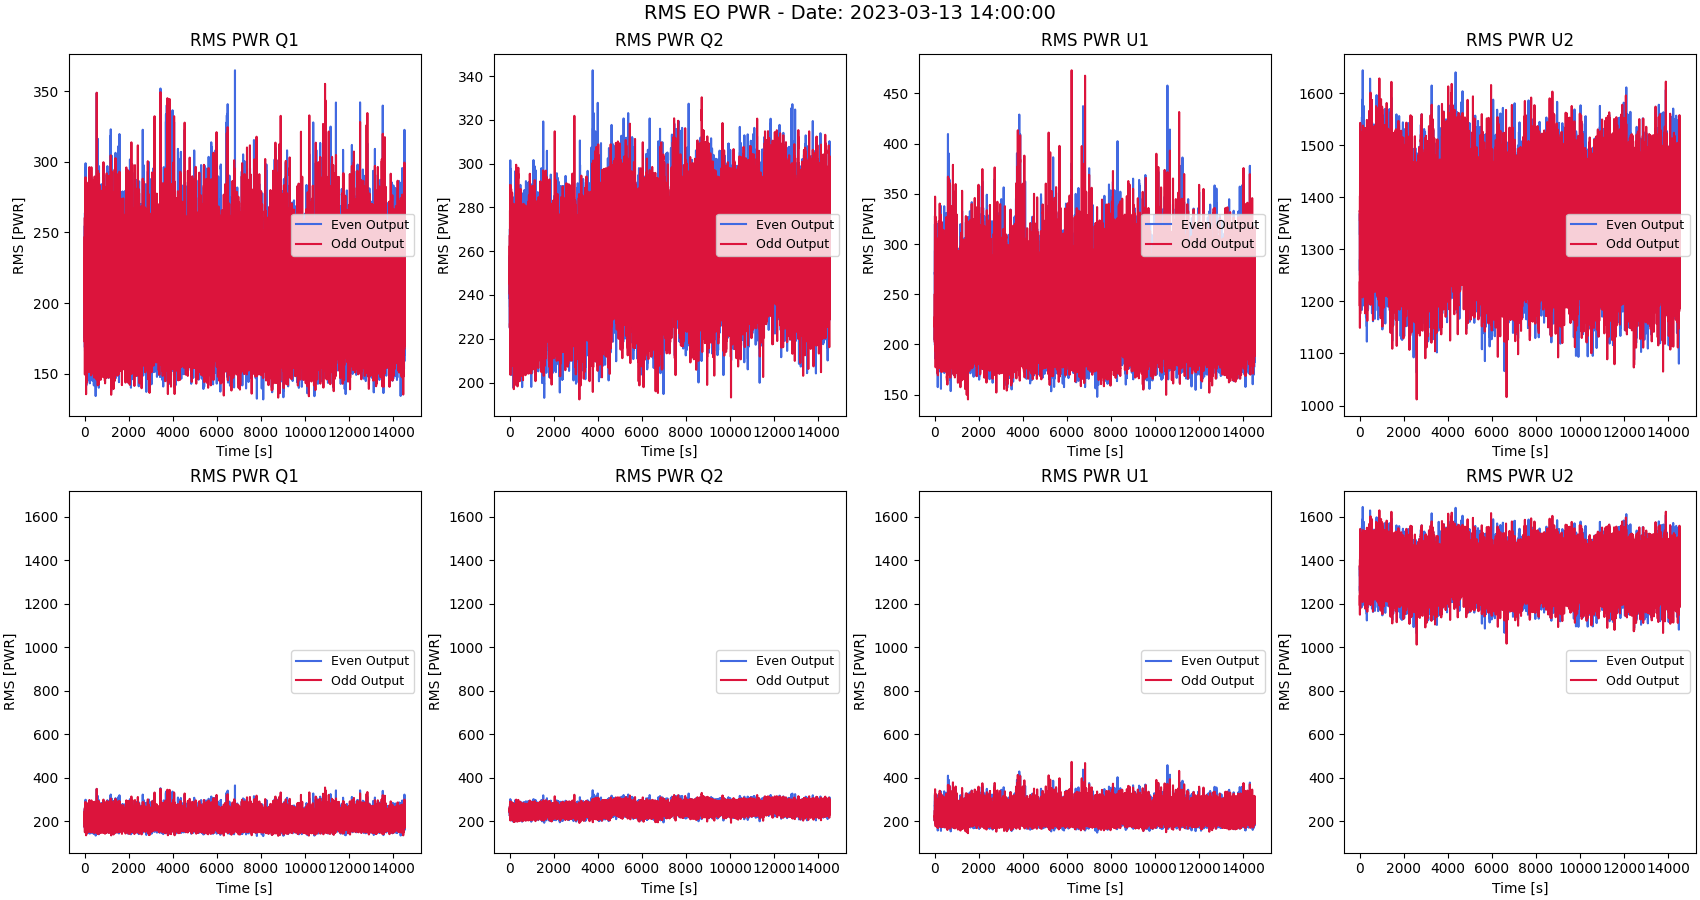 RMS EO PWR - Date: 2023-03-13 14:00:00
RMS PWR Q1
RMS [PWR]
350
300
250
200
150
Even Output
Odd Output
0 2000 4000 6000 8000 10000 12000 14000
Time [s]
RMS PWR Q2
RMS [PWR]
340
320
300
280
260
240
220
200
Even Output
Odd Output
0 2000 4000 6000 8000 10000 12000 14000
Time [s]
RMS PWR U1
RMS [PWR]
450
400
350
300
250
200
150
Even Output
Odd Output
0 2000 4000 6000 8000 10000 12000 14000
Time [s]
RMS PWR U2
RMS [PWR]
1600
1500
1400
1300
1200
1100
1000
Even Output
Odd Output
0 2000 4000 6000 8000 10000 12000 14000
Time [s]
RMS PWR Q1
RMS [PWR]
1600
1400
1200
1000
800
600
400
200
Even Output
Odd Output
0 2000 4000 6000 8000 10000 12000 14000
Time [s]
RMS PWR Q2
RMS [PWR]
1600
1400
1200
1000
800
600
400
200
Even Output
Odd Output
0 2000 4000 6000 8000 10000 12000 14000
Time [s]
RMS PWR U1
RMS [PWR]
1600
1400
1200
1000
800
600
400
200
Even Output
Odd Output
0 2000 4000 6000 8000 10000 12000 14000
Time [s]
RMS PWR U2
RMS [PWR]
1600
1400
1200
1000
800
600
400
200
Even Output
Odd Output
0 2000 4000 6000 8000 10000 12000 14000
Time [s]